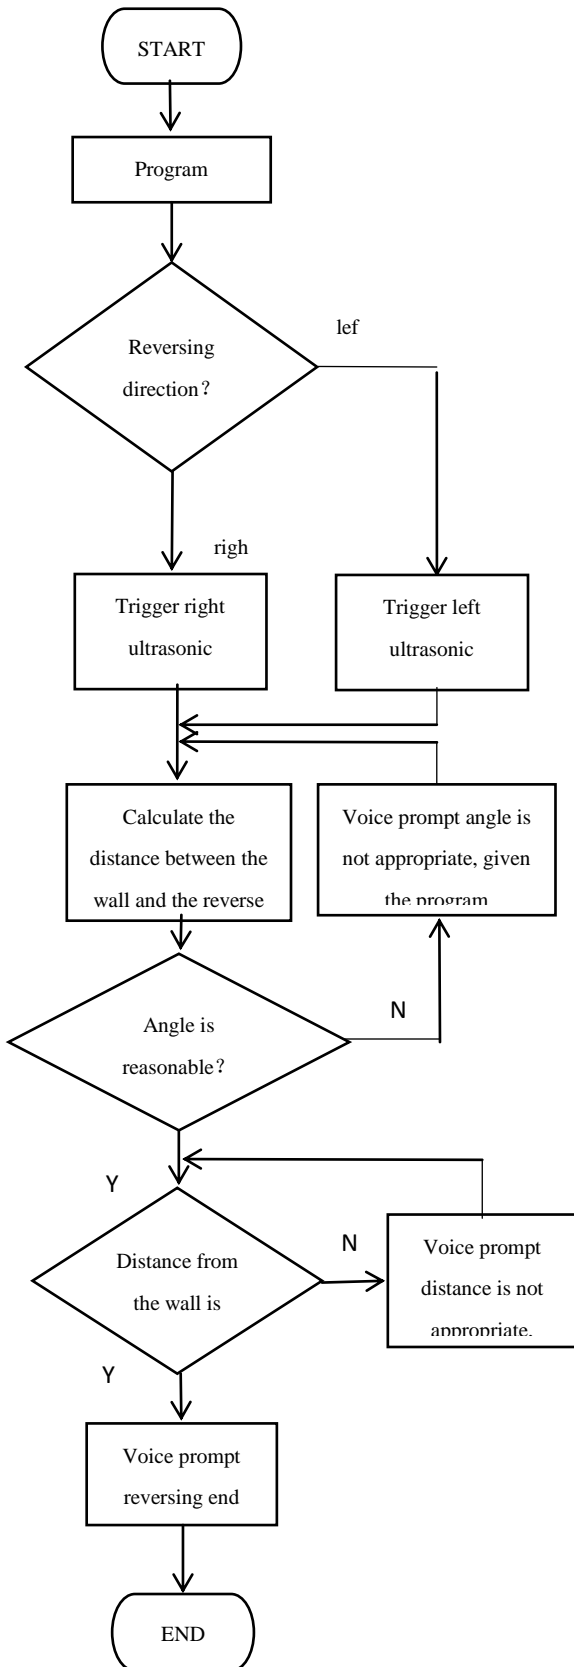 START
Program
lef
Reversing
direction？
righ
Trigger right
ultrasonic
Trigger left
ultrasonic
Calculate the
distance between the
wall and the reverse
Voice prompt angle is
not appropriate, given
the program
N
Angle is
reasonable？
Y
N
Distance from
the wall is
Voice prompt
distance is not
appropriate.
Y
Voice prompt
reversing end
END